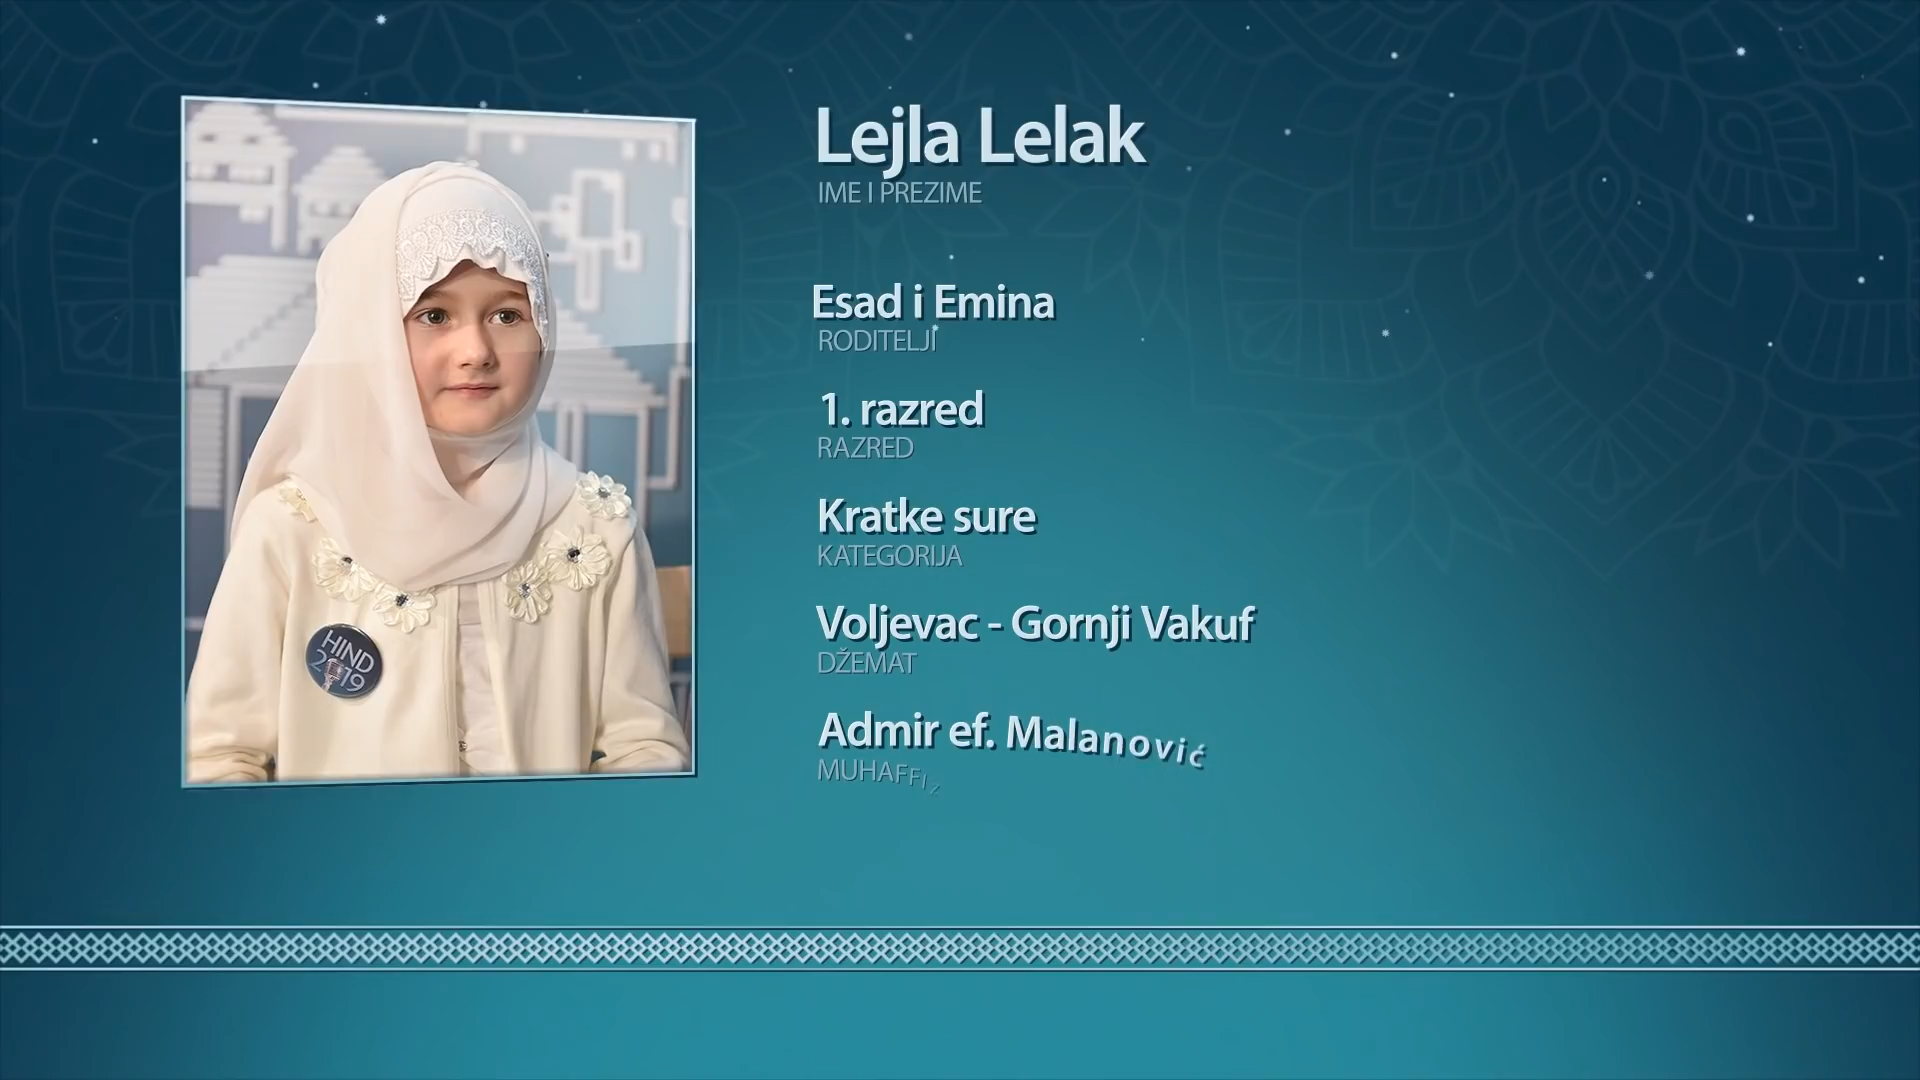 Lejla Lelak
IME I PREZIME
Esad i Emina
RODITELJI
1. razred
RAZRED
Kratke sure
KATEGORIJA
Voljevac - Gornji Vakuf
DŽEMAT
Admir ef. Malanović
MUHAFFIZ
HIND
2019